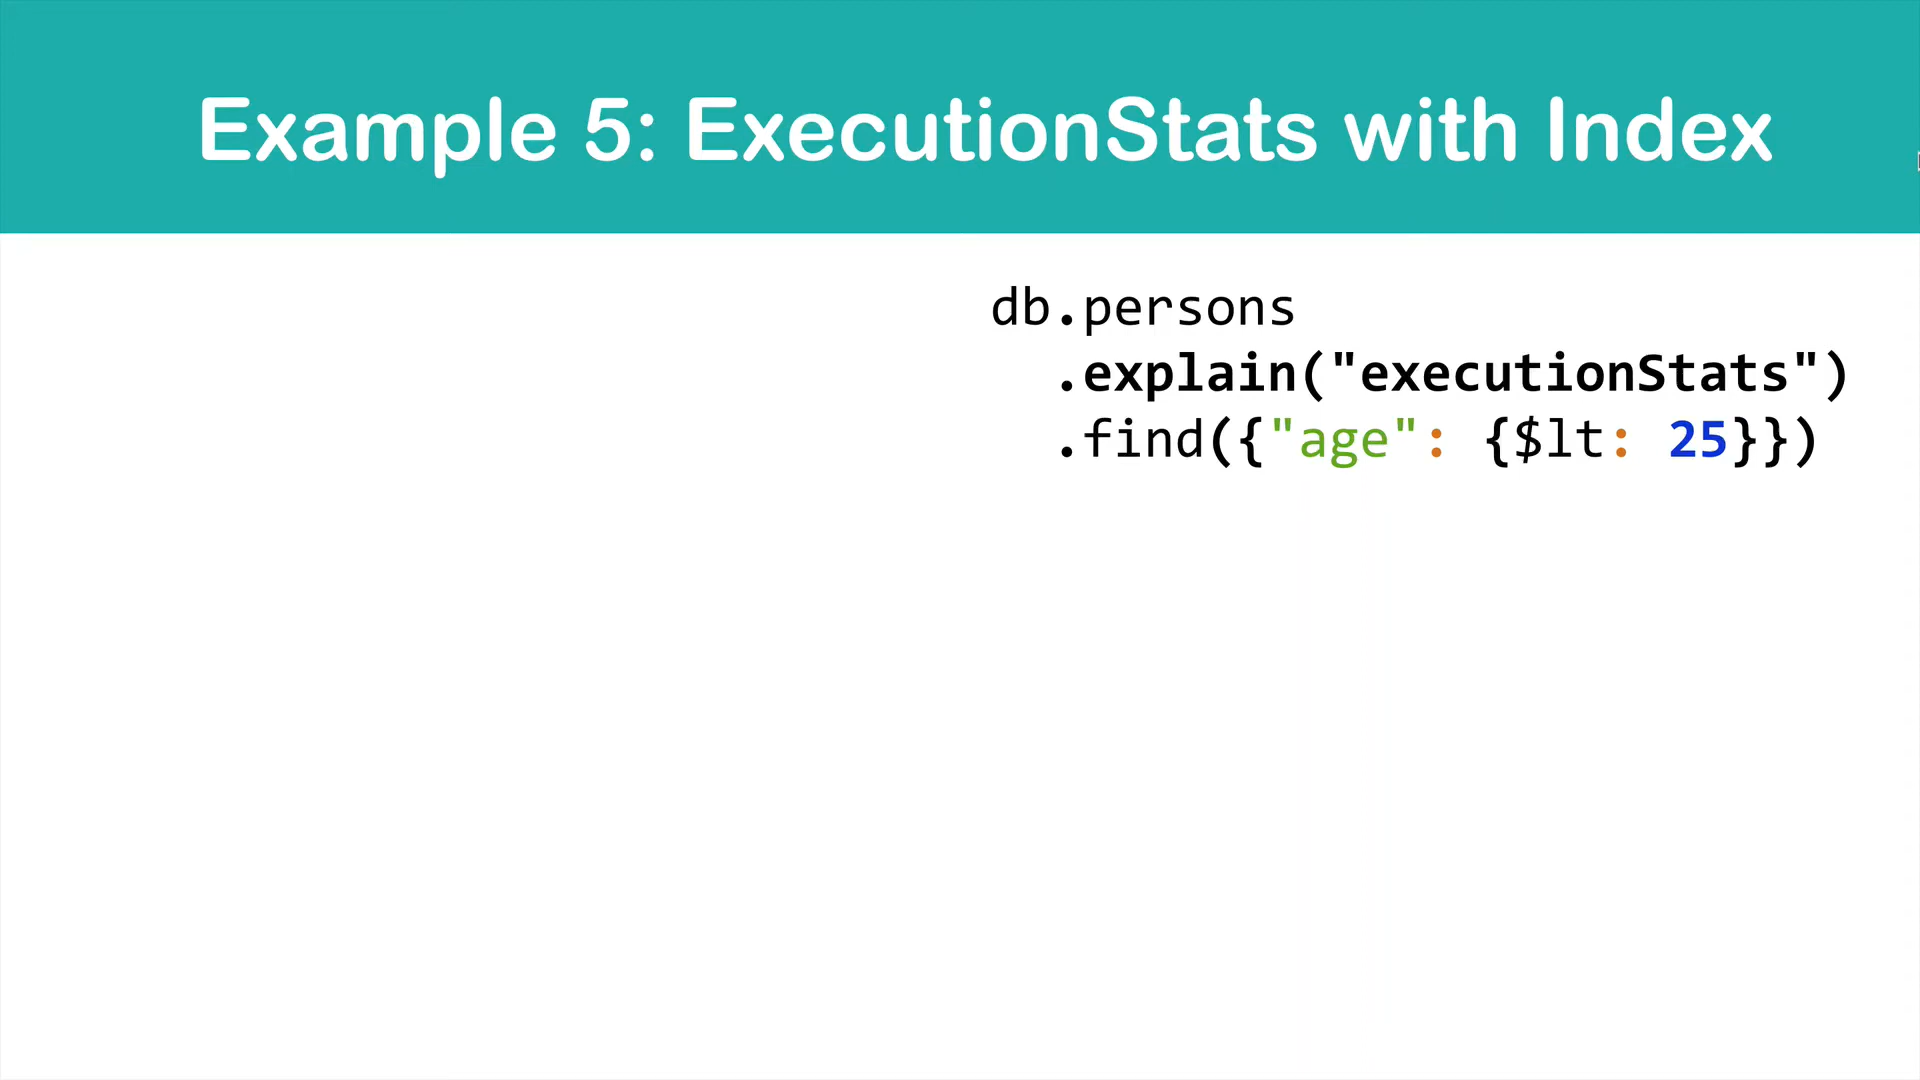 Example 5: ExecutionStats with Index
db.persons
.explain("executionStats")
.find({"age": {$lt: 25}})